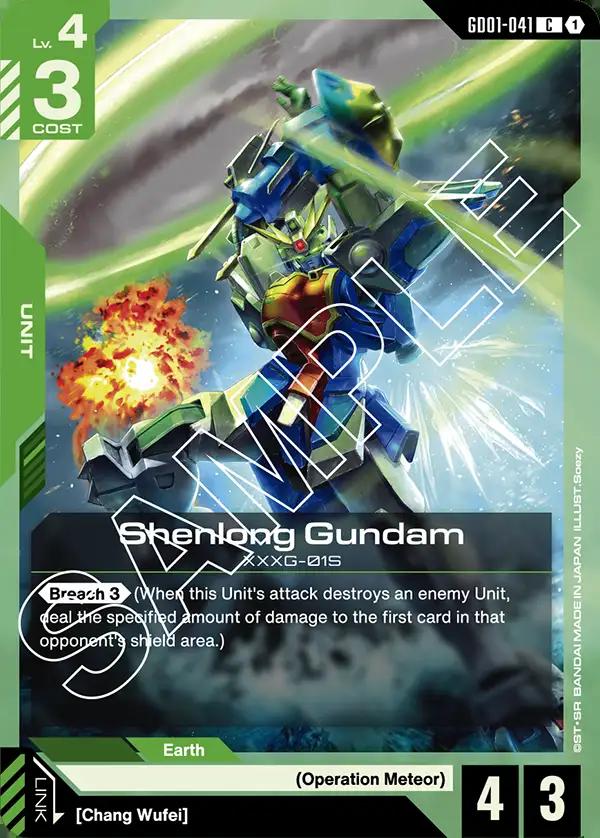 Lv. 4
3
COST
GD01-041 C 1
UNIT
SAMPLE
Shenlong Gundam
XXXG-01S
Breach 3 (When this Unit's attack destroys an enemy Unit,
deal the specified amount of damage to the first card in that
opponent's shield area.)
©ST・SR BANDAI MADE IN JAPAN ILLUST.Soezy
Earth
(Operation Meteor)
LINK
[Chang Wufei]
4 3